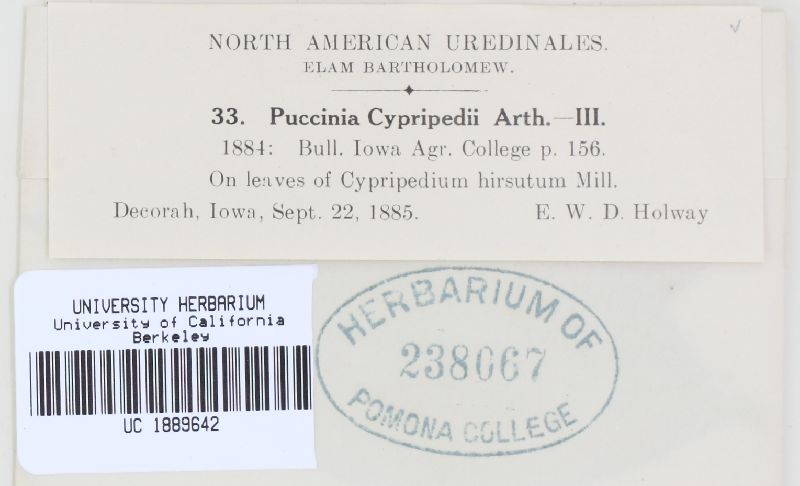 NORTH AMERICAN UREDINALES.
ELAM BARTHOLOMEW.
33. Puccinia Cypripedii Arth.—III.
1884: Bull. Iowa Agr. College p. 156.
On leaves of Cypripedium hirsutum Mill.
Decorah, Iowa, Sept. 22, 1885. E. W. D. Holway
UNIVERSITY HERBARIUM
University of California
Berkeley
UC 1889642
HERBARIUM OF
238067
POMONA COLLEGE